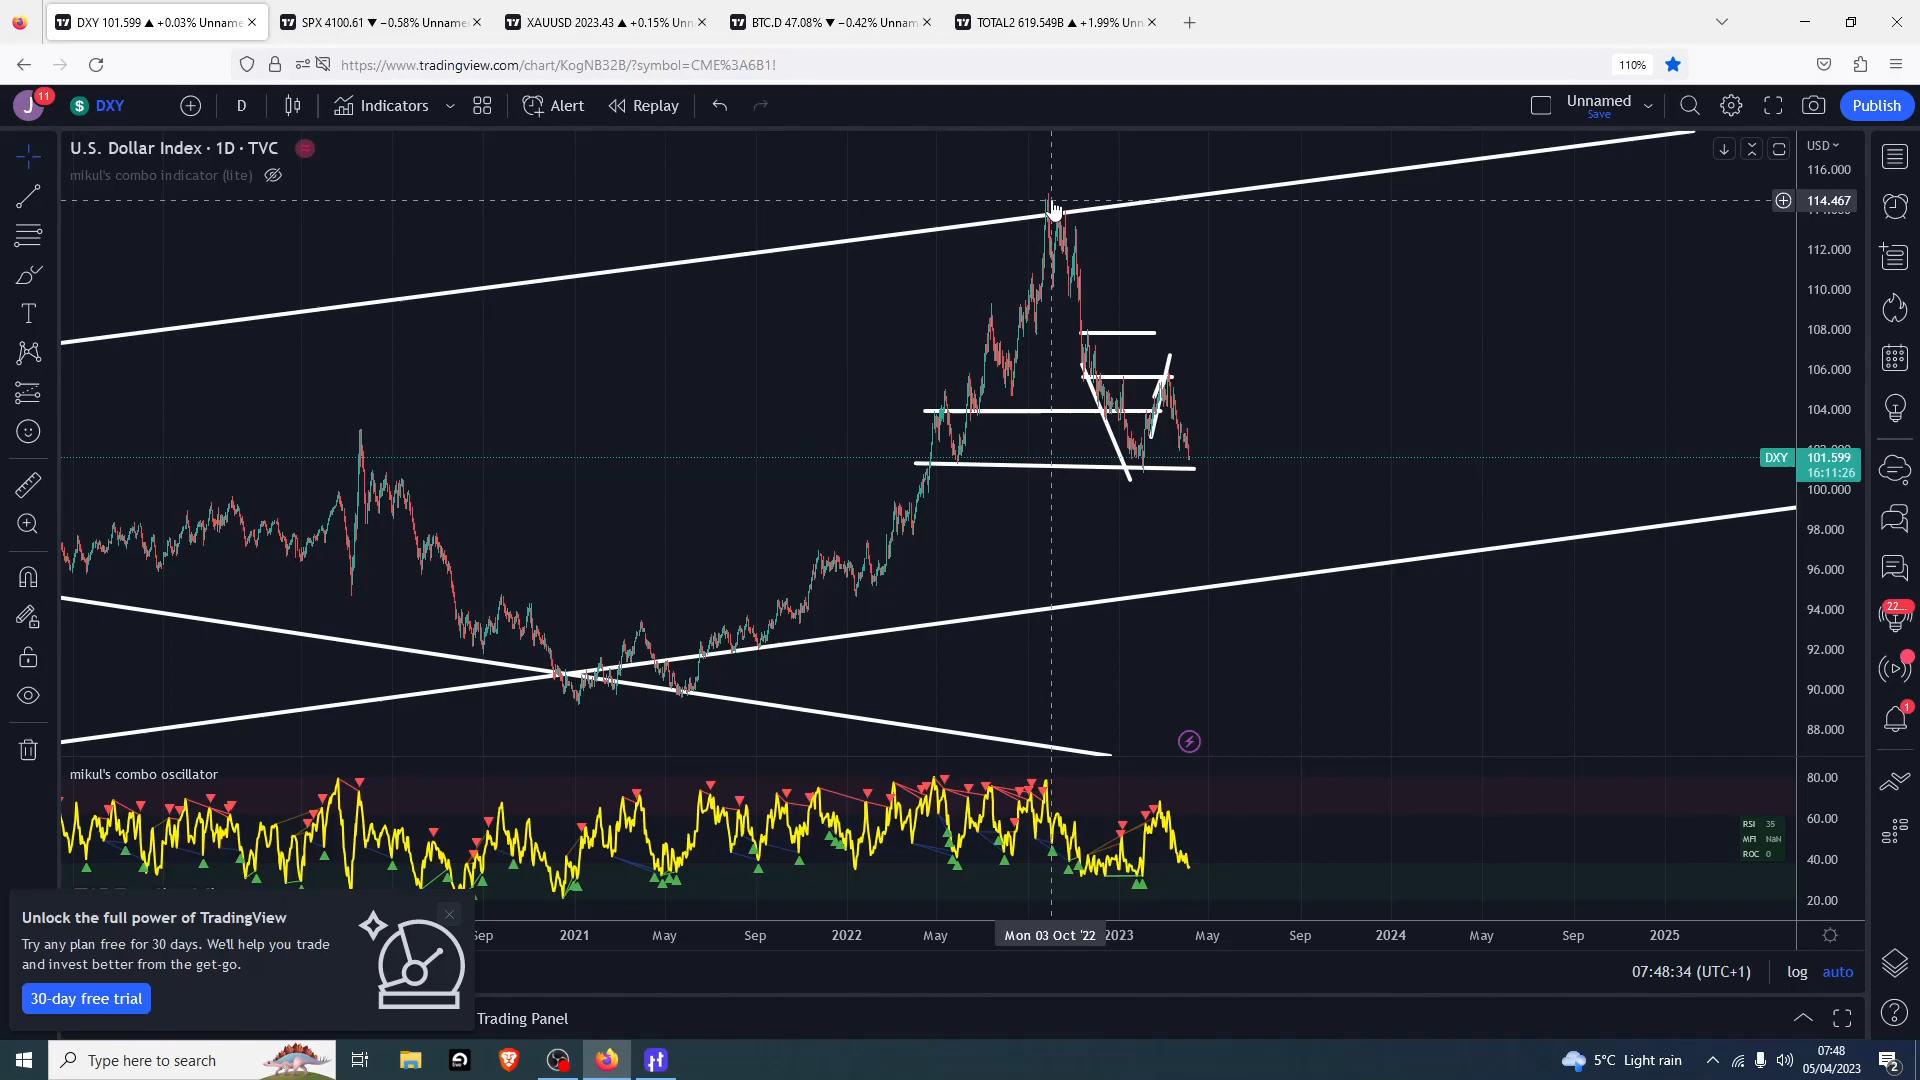 DXY 101.599 ▲ +0.03% Unname
SPX 4100.61 ▼ −0.58% Unname
XAUUSD 2023.43 ▲ +0.15% Unn
BTC.D 47.08% ▼ −0.42% Unnam
TOTAL2 619.549B ▲ +1.99% Unn
https://www.tradingview.com/chart/KogNB32B/?symbol=CME%3A6B1!
110%
J
11
$ DXY
D
Indicators
Alert
Replay
Unnamed
Save
Publish
U.S. Dollar Index · 1D · TVC
mikul's combo indicator (lite)
USD
116.000
114.467
112.000
110.000
108.000
106.000
104.000
DXY 101.599
16:11:26
100.000
98.000
96.000
94.000
92.000
90.000
88.000
22...
1
mikul's combo oscillator
80.00
60.00
40.00
20.00
RSI 35
MFI NaN
ROC 0
Sep
2021
May
Sep
2022
May
Mon 03 Oct '22
2023
May
Sep
2024
May
Sep
2025
Unlock the full power of TradingView
Try any plan free for 30 days. We'll help you trade
and invest better from the get-go.
30-day free trial
07:48:34 (UTC+1)
log
auto
Trading Panel
Type here to search
5°C Light rain
07:48
05/04/2023
2